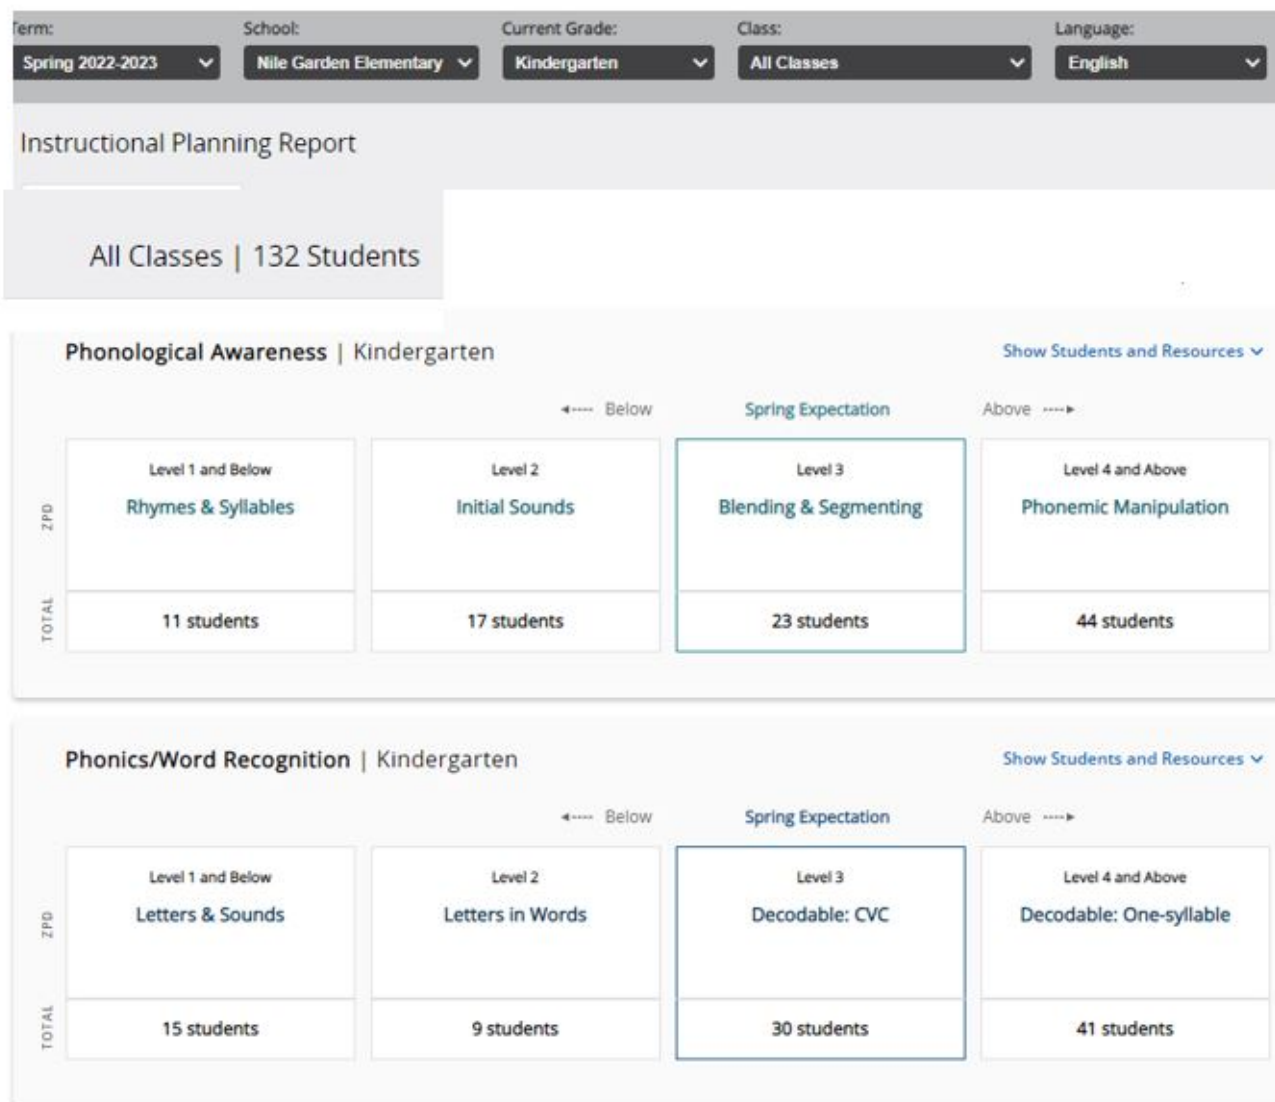 Term: School: Current Grade: Class: Language:
Spring 2022-2023 Nile Garden Elementary Kindergarten All Classes English
Instructional Planning Report
All Classes | 132 Students
Phonological Awareness | Kindergarten Show Students and Resources
Below Spring Expectation Above
Level 1 and Below Level 2 Level 3 Level 4 and Above
ZPD Rhymes & Syllables Initial Sounds Blending & Segmenting Phonemic Manipulation
TOTAL 11 students 17 students 23 students 44 students
Phonics/Word Recognition | Kindergarten Show Students and Resources
Below Spring Expectation Above
Level 1 and Below Level 2 Level 3 Level 4 and Above
ZPD Letters & Sounds Letters in Words Decodable: CVC Decodable: One-syllable
TOTAL 15 students 9 students 30 students 41 students